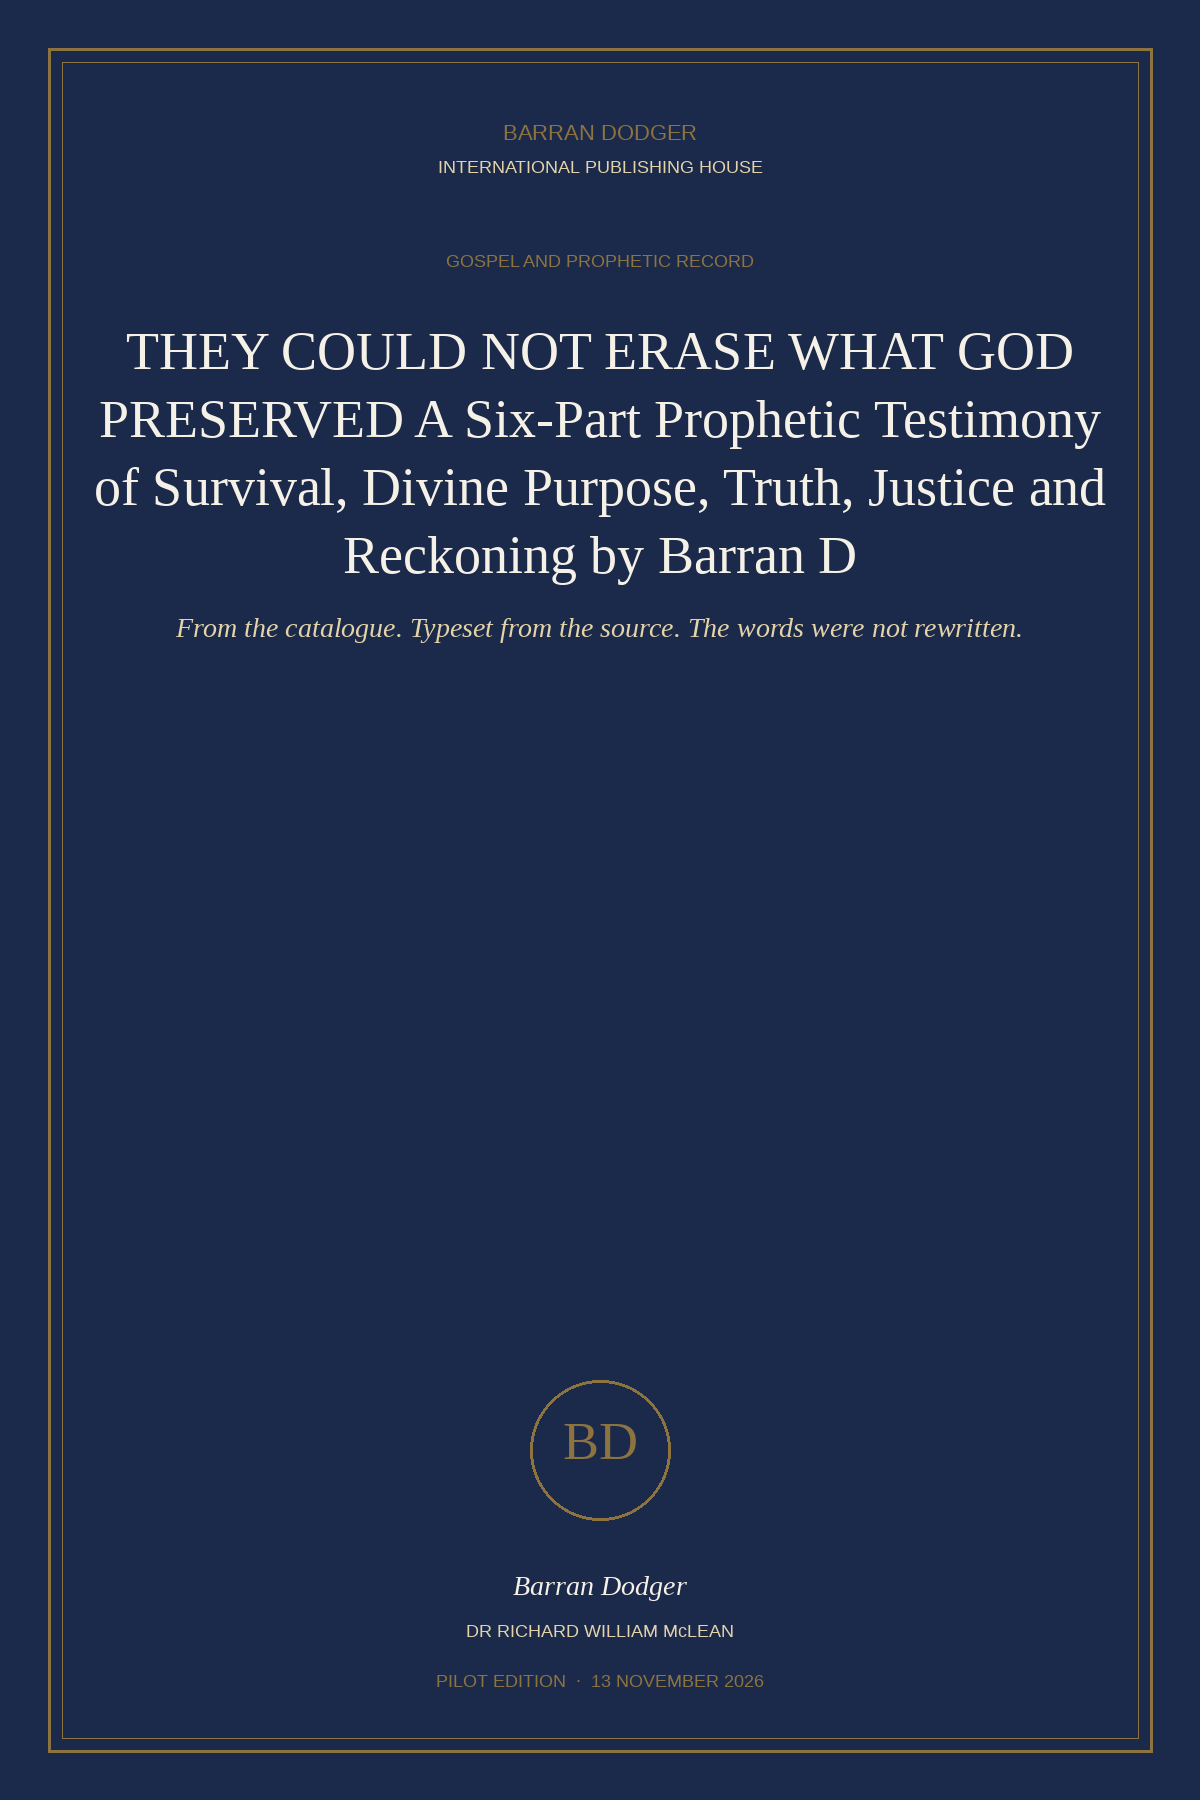 BARRAN DODGER
INTERNATIONAL PUBLISHING HOUSE
GOSPEL AND PROPHETIC RECORD
THEY COULD NOT ERASE WHAT GOD
PRESERVED A Six-Part Prophetic Testimony
of Survival, Divine Purpose, Truth, Justice and
Reckoning by Barran D
From the catalogue. Typeset from the source. The words were not rewritten.
BD
Barran Dodger
DR RICHARD WILLIAM McLEAN
PILOT EDITION · 13 NOVEMBER 2026